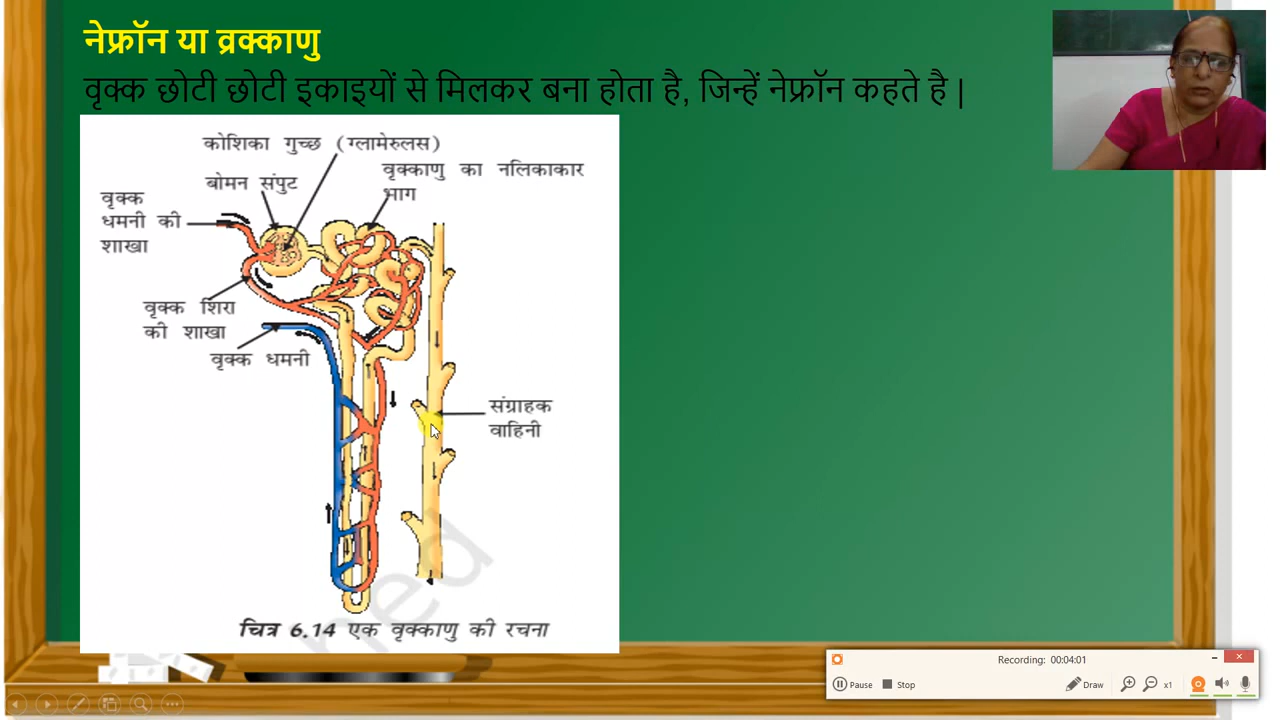 नेफ्रॉन या व्रक्काणु
वृक्क छोटी छोटी इकाइयों से मिलकर बना होता है, जिन्हें नेफ्रॉन कहते है |
कोशिका गुच्छ (ग्लामेरुलस)
बोमन संपुट
वृक्काणु का नलिकाकार
भाग
वृक्क
धमनी की
शाखा
वृक्क शिरा
की शाखा
वृक्क धमनी
संग्राहक
वाहिनी
चित्र 6.14 एक वृक्काणु की रचना
Recording: 00:04:01
Pause Stop Draw x1